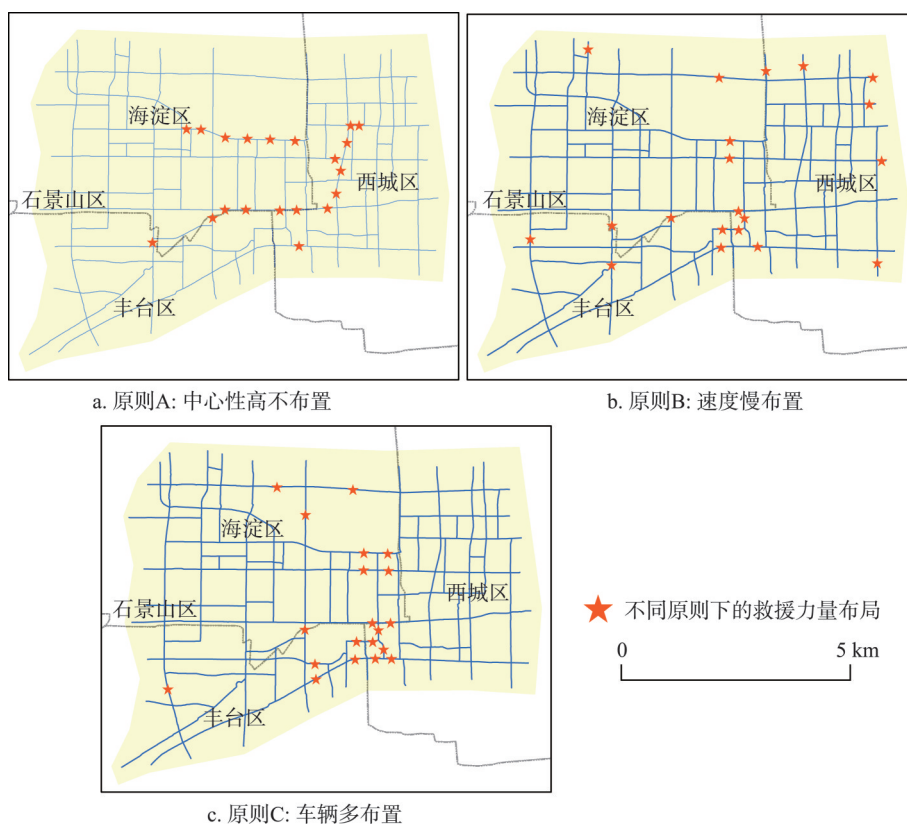 海淀区
西城区
石景山区
丰台区
a. 原则A: 中心性高不布置
海淀区
西城区
石景山区
丰台区
b. 原则B: 速度慢布置
海淀区
西城区
石景山区
丰台区
c. 原则C: 车辆多布置
不同原则下的救援力量布局
0 5 km